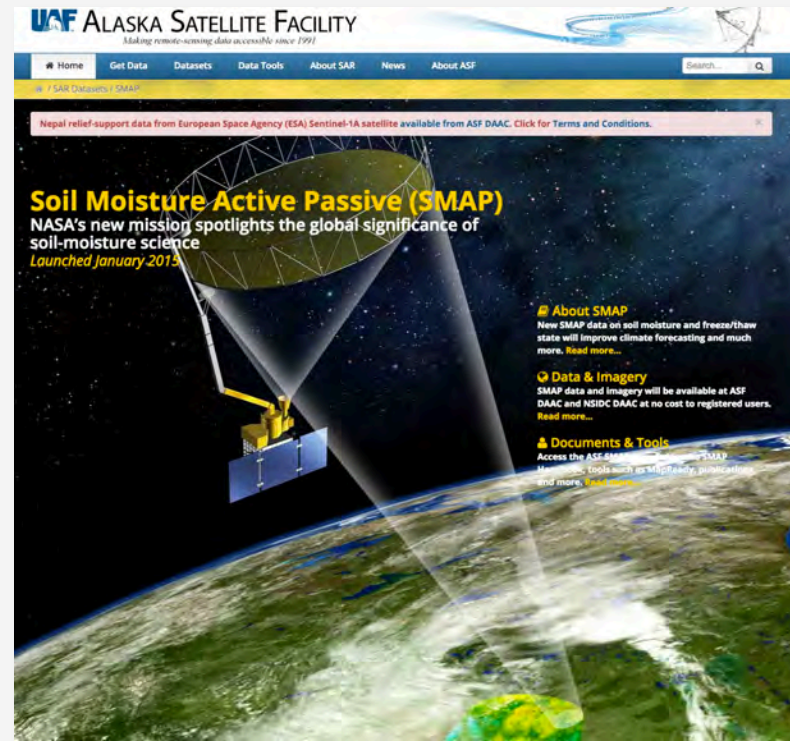 UAF ALASKA SATELLITE FACILITY
Making remote-sensing data accessible since 1991
Home Get Data Datasets Data Tools About SAR News About ASF Search...
/ SAR Datasets / SMAP
Nepal relief-support data from European Space Agency (ESA) Sentinel-1A satellite available from ASF DAAC. Click for Terms and Conditions. ×
Soil Moisture Active Passive (SMAP)
NASA's new mission spotlights the global significance of
soil-moisture science
Launched January 2015
About SMAP
New SMAP data on soil moisture and freeze/thaw
state will improve climate forecasting and much
more. Read more...
Data & Imagery
SMAP data and imagery will be available at ASF
DAAC and NSIDC DAAC at no cost to registered users.
Read more...
Documents & Tools
Access the ASF SMAP SMAP
tools such as MapReady, publications
and more. Read more...